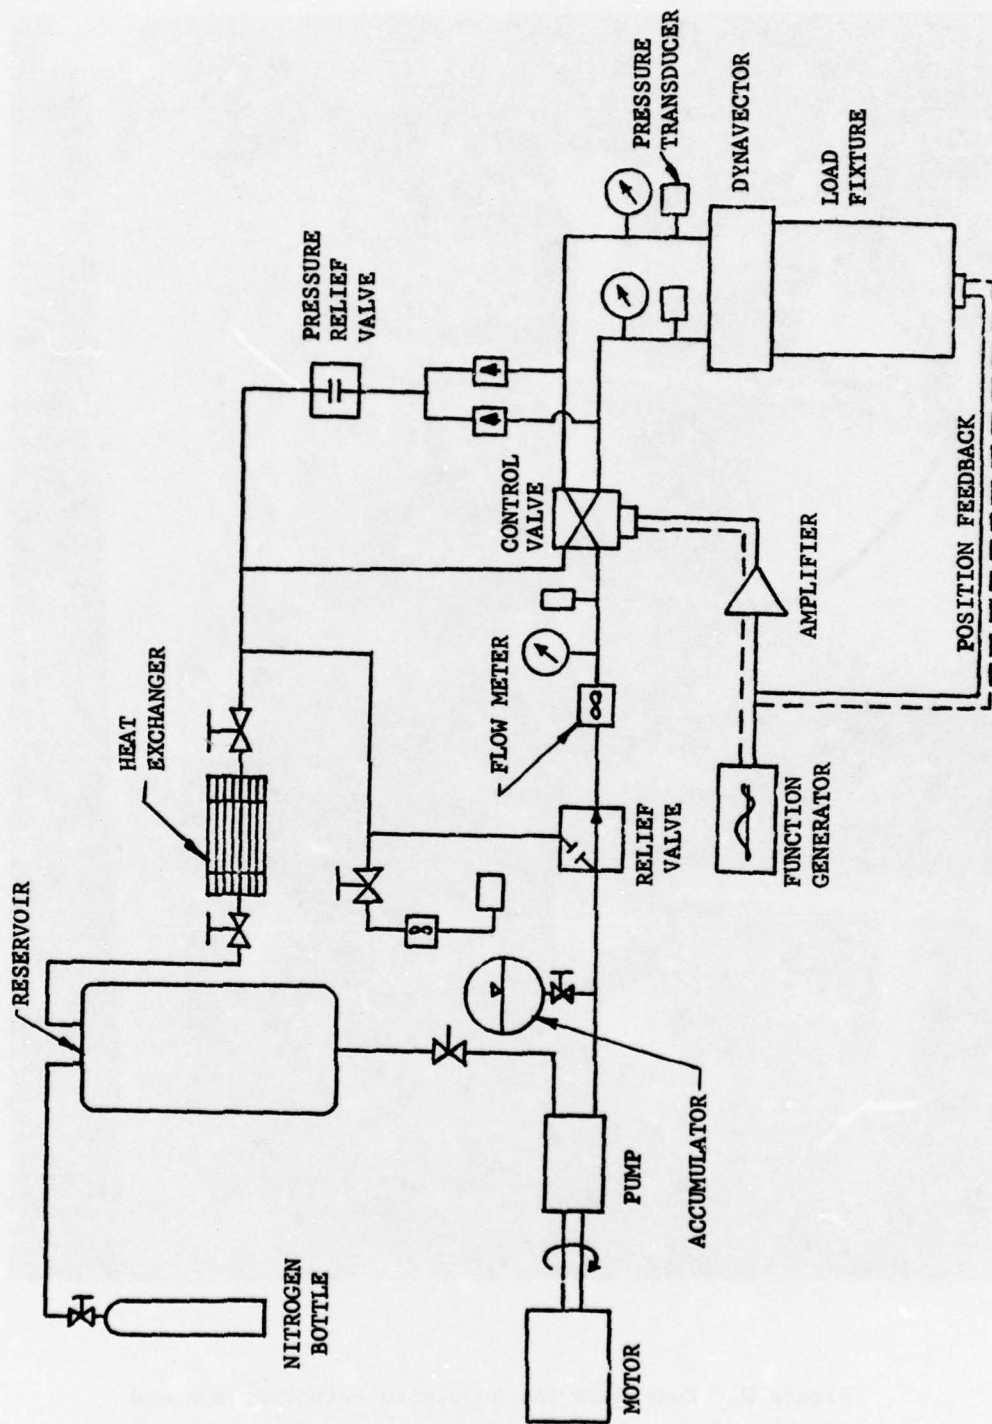 RESERVOIR
HEAT
EXCHANGER
PRESSURE
RELIEF
VALVE
PRESSURE
TRANSDUCER
NITROGEN
BOTTLE
FLOW METER
CONTROL
VALVE
DYNAVECTOR
MOTOR
PUMP
ACCUMULATOR
RELIEF
VALVE
LOAD
FIXTURE
FUNCTION
GENERATOR
AMPLIFIER
POSITION FEEDBACK